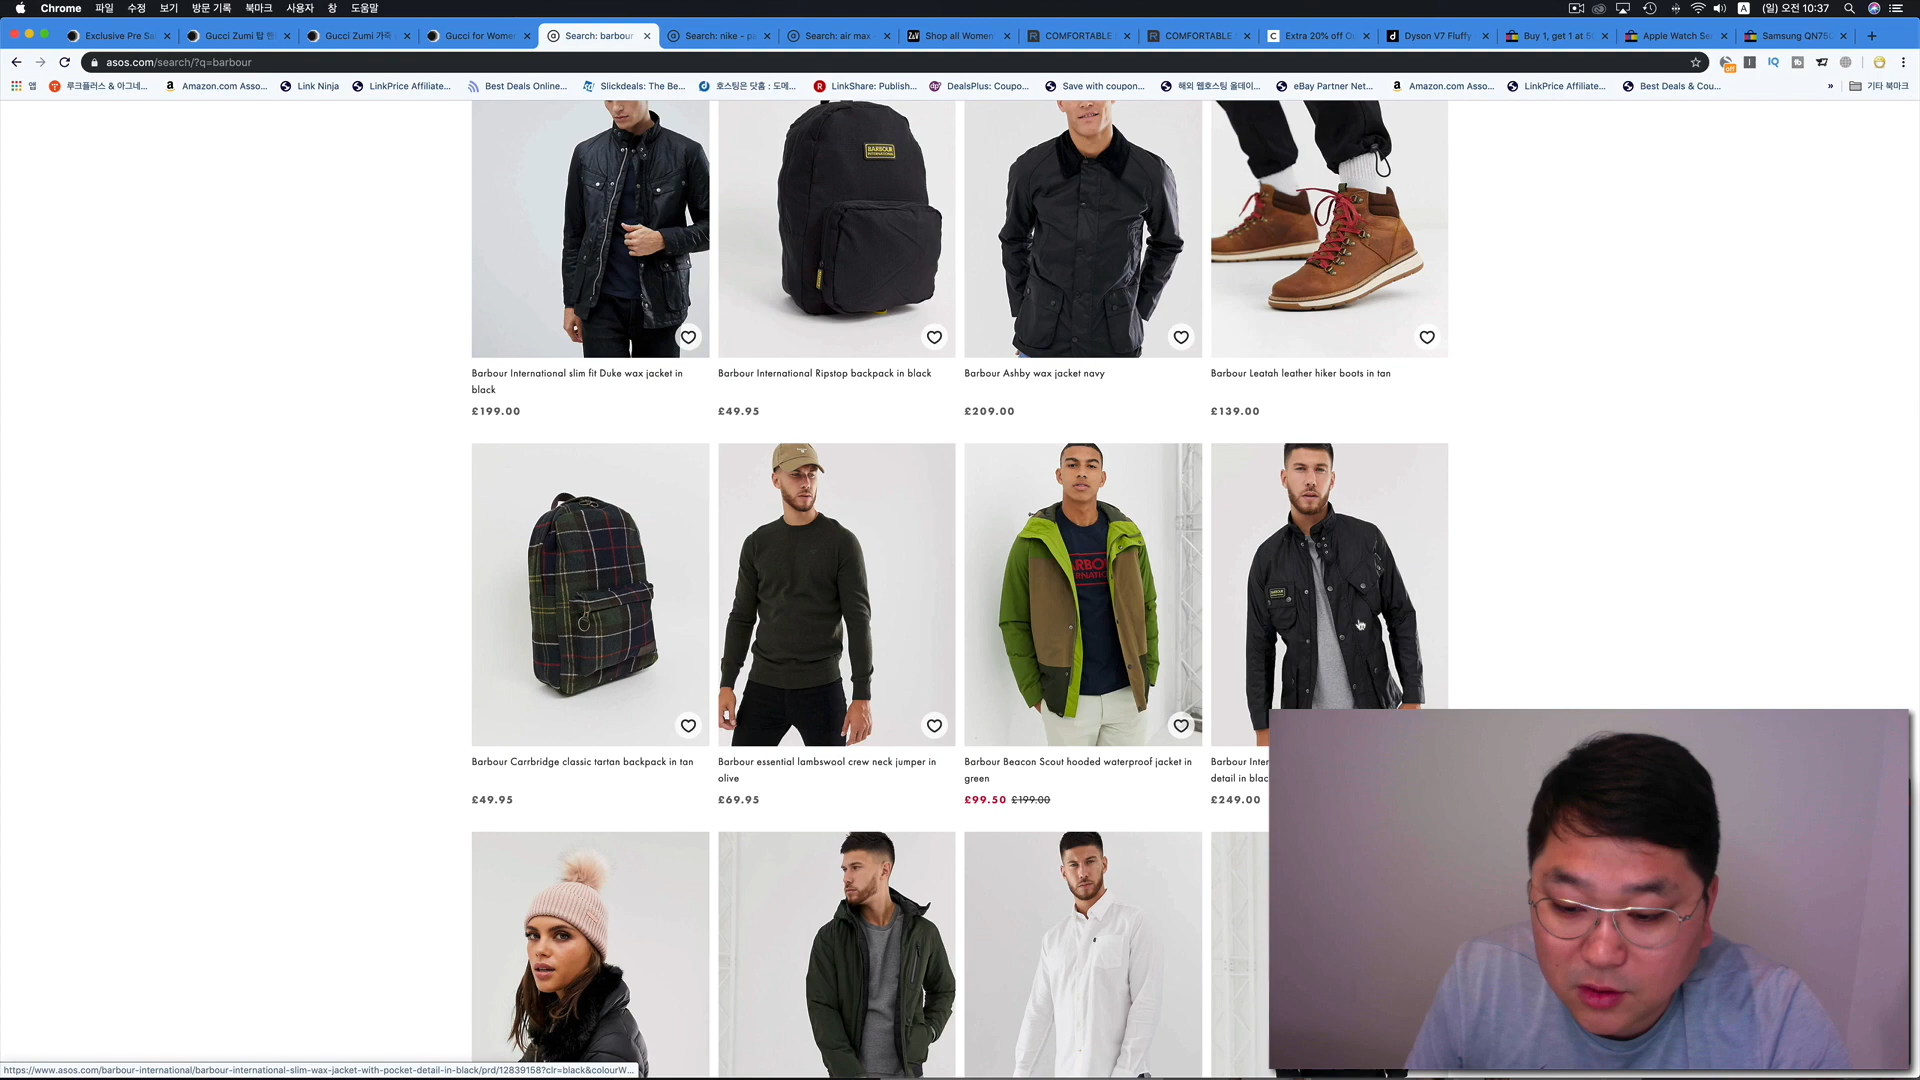 Chrome 파일 수정 보기 방문 기록 북마크 사용자 창 도움말
A (일) 오전 10:37
Exclusive Pre Sa
Gucci Zumi 탑 핸
Gucci Zumi 가죽
Gucci for Wome
Search: barbour
Search: nike - pa
Search: air max
Shop all Women
COMFORTABLE
COMFORTABLE
Extra 20% off O
Dyson V7 Fluffy
Buy 1, get 1 at 50
Apple Watch Se
Samsung QN75
asos.com/search/?q=barbour
앱 루크플러스 & 아그네... Amazon.com Asso... Link Ninja LinkPrice Affiliate... Best Deals Online... Slickdeals: The Be... 호스팅은 닷홈 : 도메... LinkShare: Publish... DealsPlus: Coupo... Save with coupon... 해외 웹호스팅 올데이... eBay Partner Net... Amazon.com Asso... LinkPrice Affiliate... Best Deals & Cou... » 기타 북마크
BARBOUR
INTERNATIONAL
Barbour International slim fit Duke wax jacket in
black
£199.00
Barbour International Ripstop backpack in black
£49.95
Barbour Ashby wax jacket navy
£209.00
Barbour Leatah leather hiker boots in tan
£139.00
Barbour Carrbridge classic tartan backpack in tan
£49.95
Barbour essential lambswool crew neck jumper in
olive
£69.95
Barbour Beacon Scout hooded waterproof jacket in
green
£99.50 £199.00
Barbour Inter
detail in blac
£249.00
https://www.asos.com/barbour-international/barbour-international-slim-wax-jacket-with-pocket-detail-in-black/prd/12839158?clr=black&colourW...